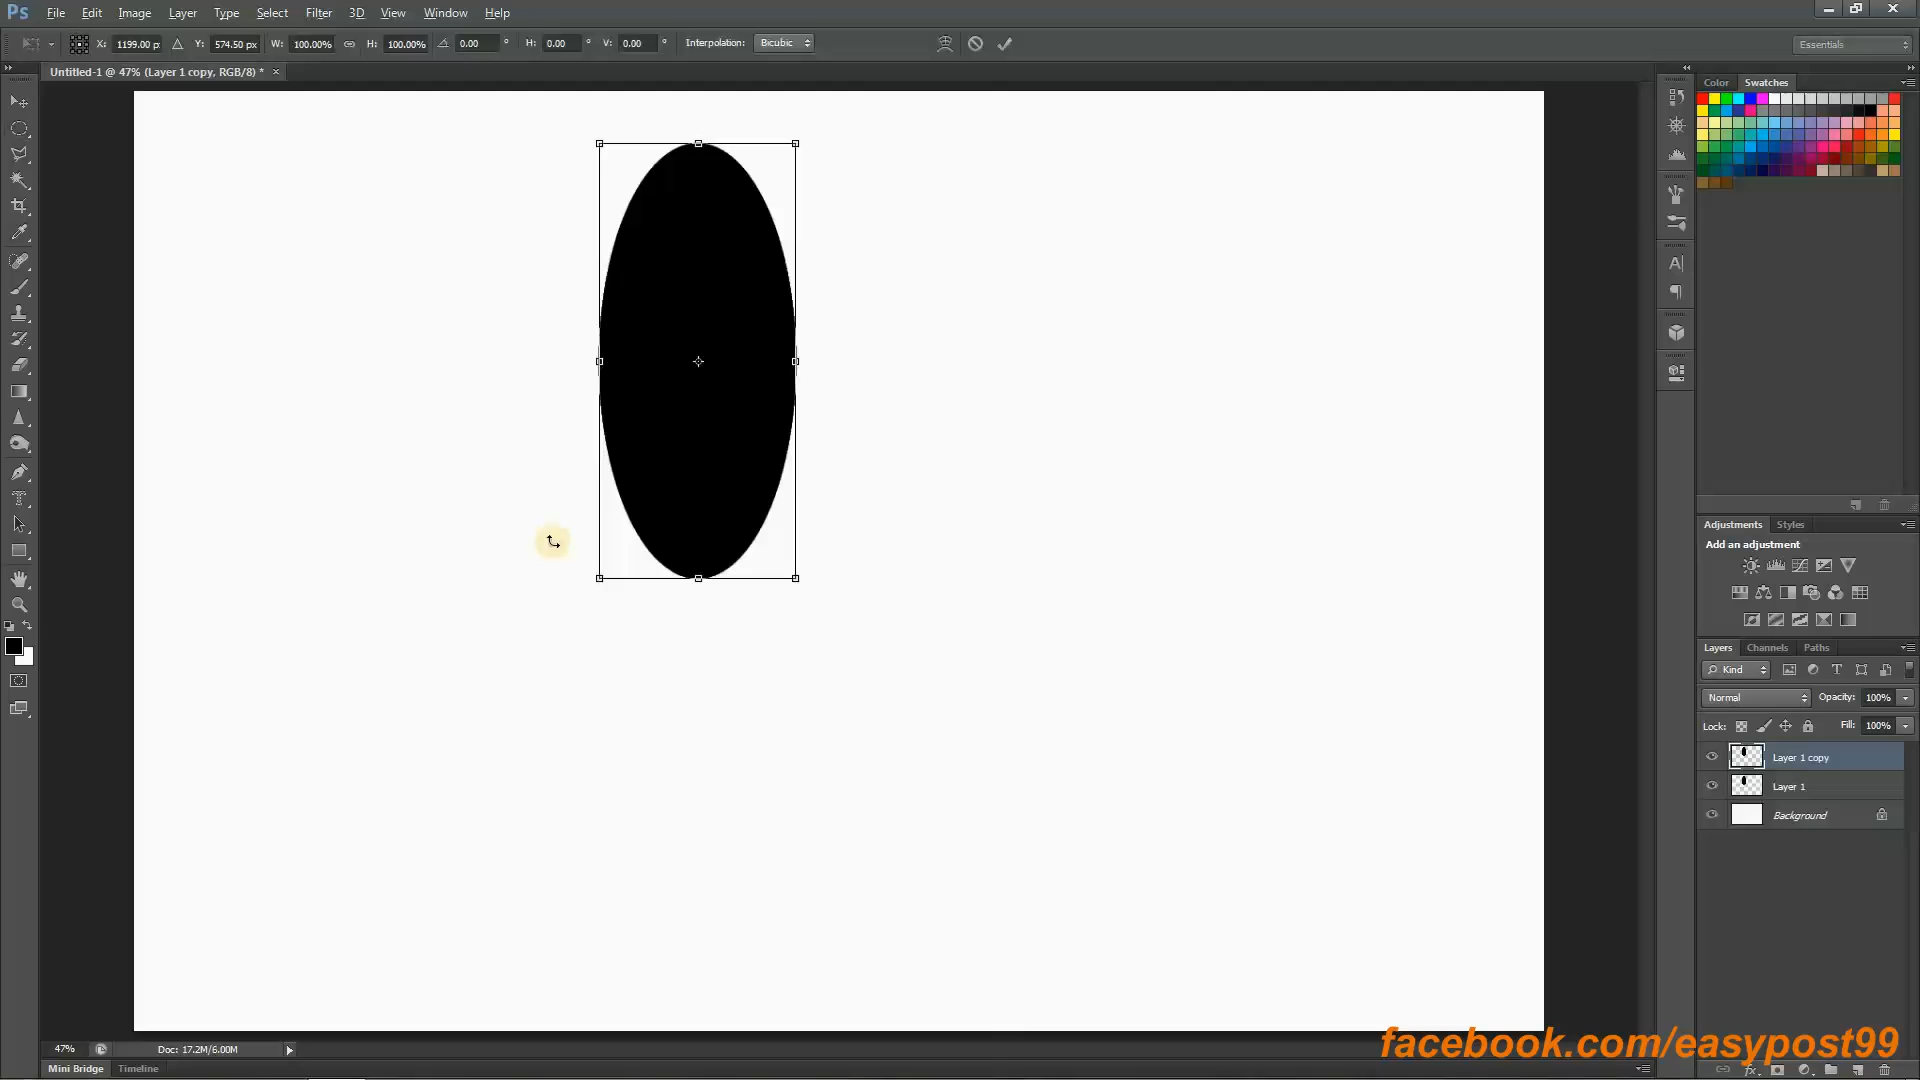 Ps File Edit Image Layer Type Select Filter 3D View Window Help
X: 1199.00 p: Y: 574.50 px W: 100.00% H: 100.00% 0.00 ° H: 0.00 ° V: 0.00 ° Interpolation: Bicubic Essentials
Untitled-1 @ 47% (Layer 1 copy, RGB/8) * ×
Color Swatches
Adjustments Styles
Add an adjustment
Layers Channels Paths
Kind
Normal Opacity: 100%
Lock: Fill: 100%
Layer 1 copy
Layer 1
Background
facebook.com/easypost99
47% Doc: 17.2M/6.00M
Mini Bridge Timeline